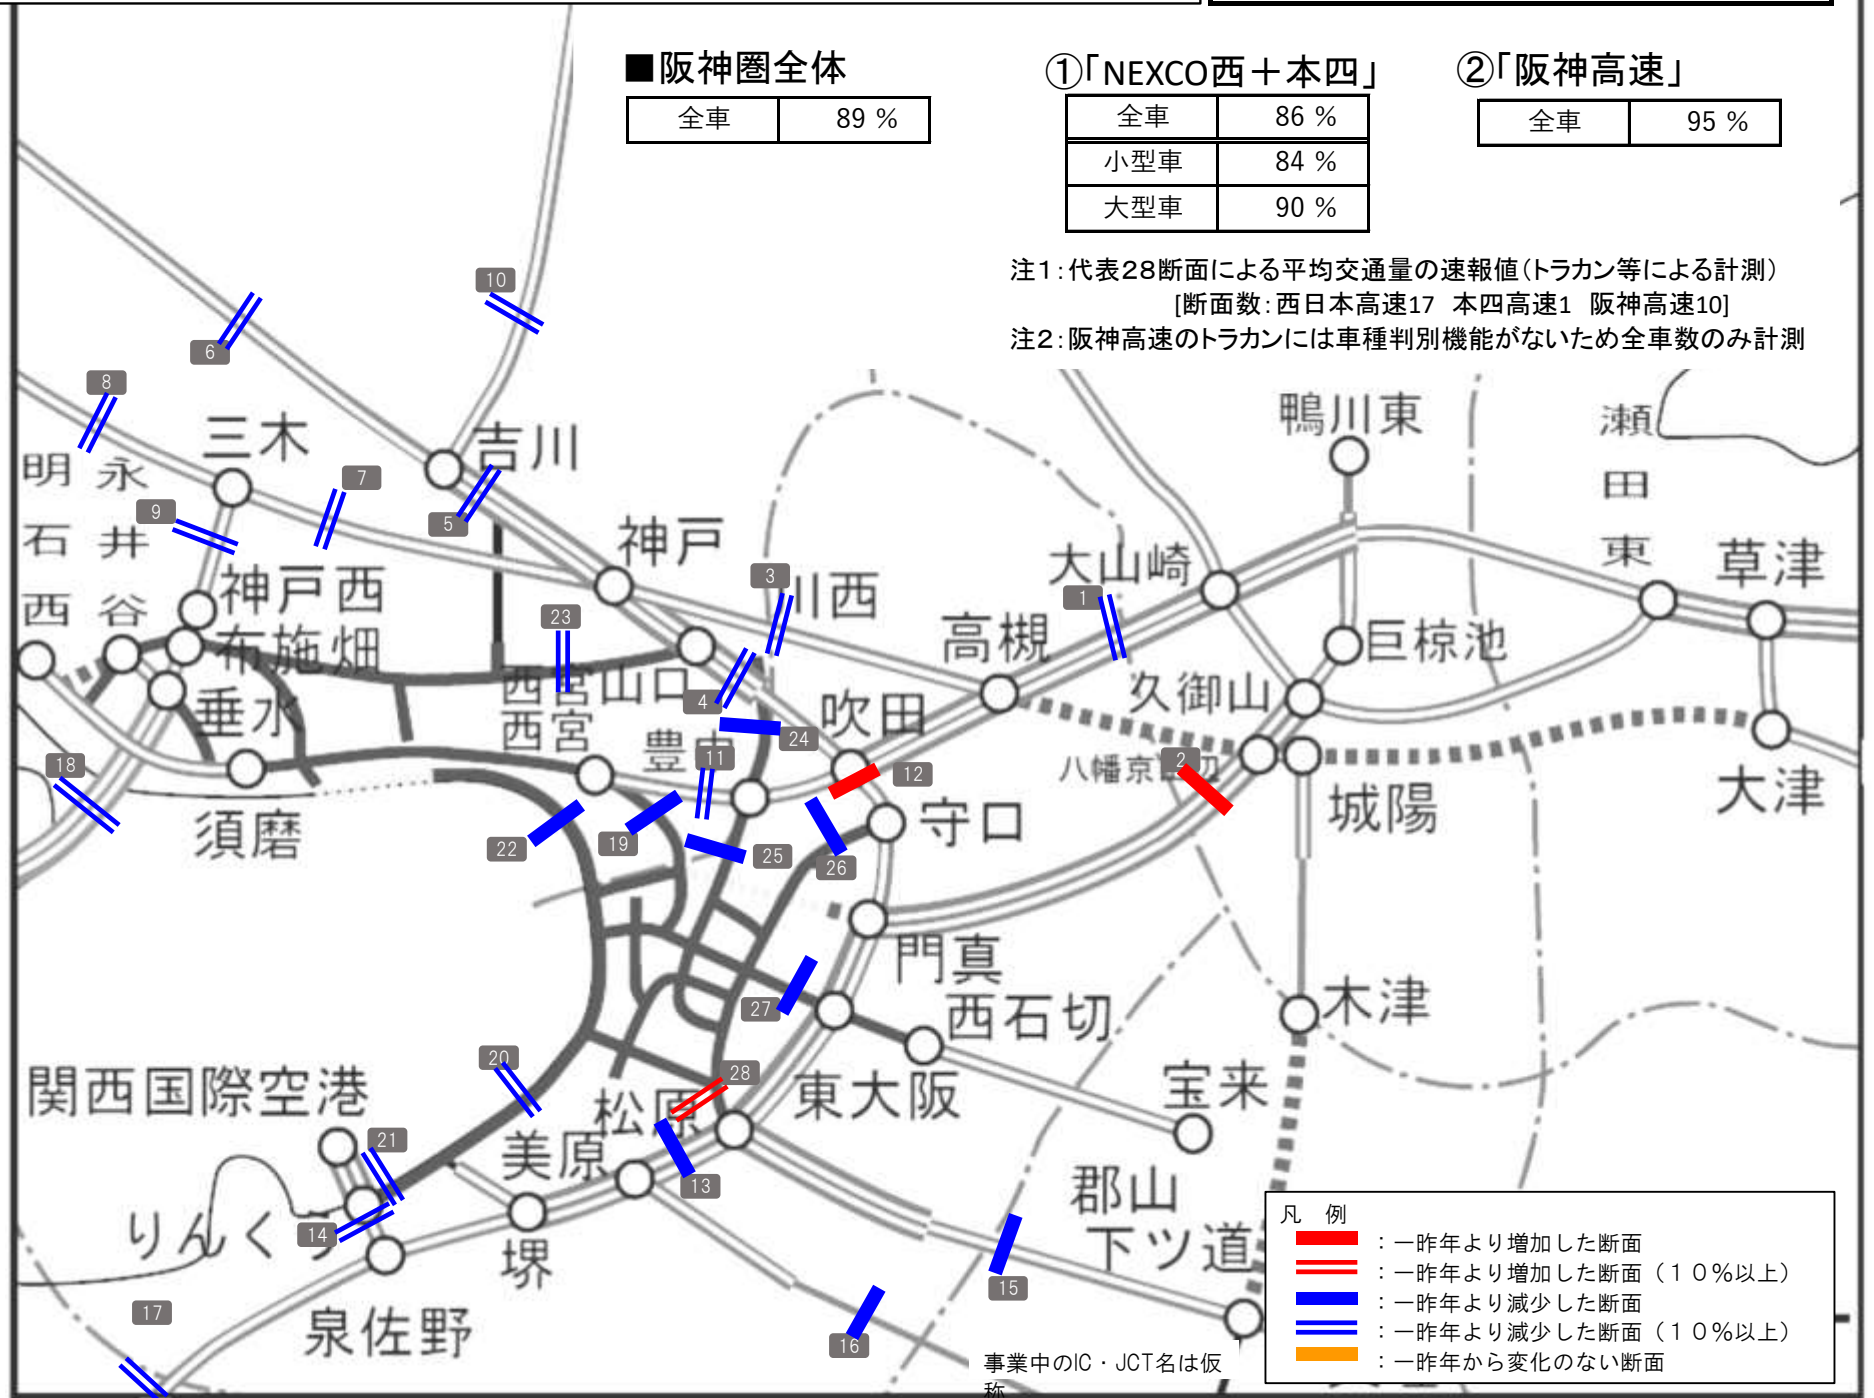 ■阪神圏全体
全車 89 %
①「NEXCO西＋本四」
全車 86 %
小型車 84 %
大型車 90 %
②「阪神高速」
全車 95 %
注１：代表２８断面による平均交通量の速報値（トラカン等による計測）
［断面数：西日本高速17 本四高速1 阪神高速10］
注２：阪神高速のトラカンには車種判別機能がないため全車数のみ計測
10
6
8
三木
吉川
鴨川東
瀬田東
明石西
永井谷
7
9
5
神戸
神戸西
3
川西
大山崎
1
草津
23
布施畑
高槻
巨椋池
西宮山口
4
久御山
垂水
西宮
吹田
24
豊中
11
12
八幡京田辺
2
18
大津
城陽
須磨
守口
22
19
25
26
門真
27
西石切
木津
20
関西国際空港
28
松原
東大阪
宝来
21
美原
13
郡山下ツ道
りんくう
14
堺
15
17
泉佐野
16
事業中のIC・JCT名は仮
称
凡 例
：一昨年より増加した断面
：一昨年より増加した断面（１０％以上）
：一昨年より減少した断面
：一昨年より減少した断面（１０％以上）
：一昨年から変化のない断面